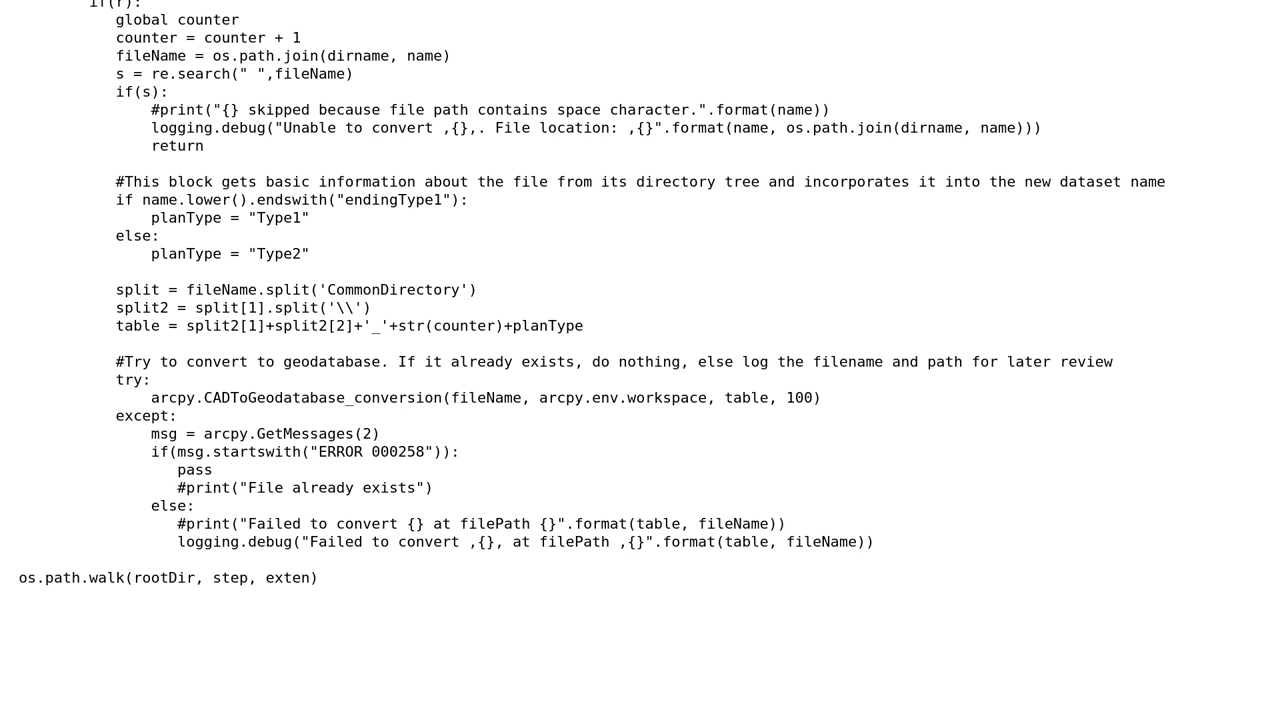 if(r):
global counter
counter = counter + 1
fileName = os.path.join(dirname, name)
s = re.search(" ",fileName)
if(s):
#print("{} skipped because file path contains space character.".format(name))
logging.debug("Unable to convert ,{},. File location: ,{}".format(name, os.path.join(dirname, name)))
return
#This block gets basic information about the file from its directory tree and incorporates it into the new dataset name
if name.lower().endswith("endingType1"):
planType = "Type1"
else:
planType = "Type2"
split = fileName.split('CommonDirectory')
split2 = split[1].split('\\')
table = split2[1]+split2[2]+'_'+str(counter)+planType
#Try to convert to geodatabase. If it already exists, do nothing, else log the filename and path for later review
try:
arcpy.CADToGeodatabase_conversion(fileName, arcpy.env.workspace, table, 100)
except:
msg = arcpy.GetMessages(2)
if(msg.startswith("ERROR 000258")):
pass
#print("File already exists")
else:
#print("Failed to convert {} at filePath {}".format(table, fileName))
logging.debug("Failed to convert ,{}, at filePath ,{}".format(table, fileName))
os.path.walk(rootDir, step, exten)